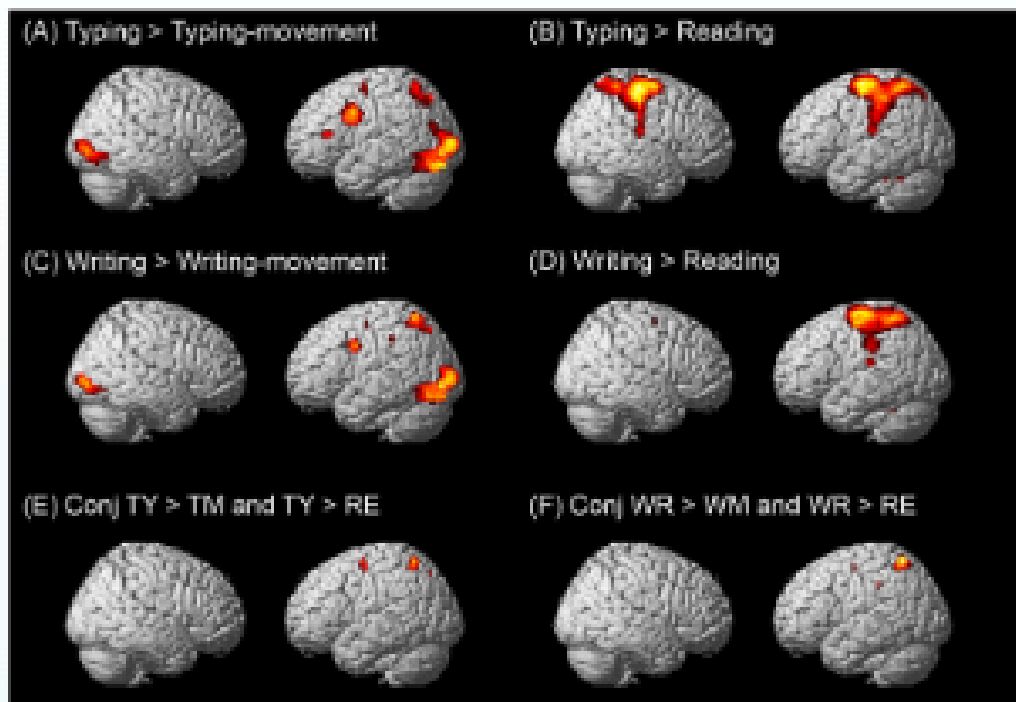 (A) Typing > Typing-movement
(B) Typing > Reading
(C) Writing > Writing-movement
(D) Writing > Reading
(E) Conj TY > TM and TY > RE
(F) Conj WR > WM and WR > RE